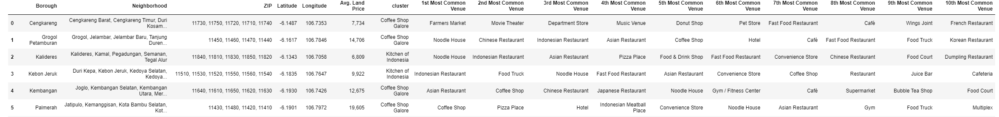 Borough Neighborhood ZIP Latitude Longitude Avg. Land Price cluster 1st Most Common Venue 2nd Most Common Venue 3rd Most Common Venue 4th Most Common Venue 5th Most Common Venue 6th Most Common Venue 7th Most Common Venue 8th Most Common Venue 9th Most Common Venue 10th Most Common Venue
0 Cengkareng Cengkareng Barat, Cengkareng Timur, Duri Kosam... 11730, 11750, 11720, 11710, 11740 -6.1487 106.7353 7,734 Coffee Shop Galore Farmers Market Movie Theater Department Store Music Venue Donut Shop Pet Store Fast Food Restaurant Café Wings Joint French Restaurant
1 Grogol Petamburan Grogol, Jelambar, Jelambar Baru, Tanjung Duren... 11450, 11460, 11470, 11440 -6.1617 106.7846 14,706 Coffee Shop Galore Noodle House Chinese Restaurant Indonesian Restaurant Asian Restaurant Coffee Shop Hotel Café Fast Food Restaurant Food Truck Korean Restaurant
2 Kalideres Kalideres, Kamal, Pegadungan, Semanan, Tegal Alur 11840, 11810, 11830, 11850, 11820 -6.1343 106.7058 6,809 Kitchen of Indonesia Noodle House Indonesian Restaurant Asian Restaurant Pizza Place Food & Drink Shop Fast Food Restaurant Convenience Store Chinese Restaurant Food Court Dumpling Restaurant
3 Kebon Jeruk Duri Kepa, Kebon Jeruk, Kedoya Selatan, Kedoya... 11510, 11530, 11520, 11550, 11560, 11540 -6.1835 106.7647 9,922 Kitchen of Indonesia Indonesian Restaurant Food Truck Noodle House Fast Food Restaurant Asian Restaurant Convenience Store Coffee Shop Restaurant Juice Bar Cafeteria
4 Kembangan Joglo, Kembangan Selatan, Kembangan Utara, Mer... 11640, 11610, 11650, 11620, 11630 -6.1930 106.7426 12,675 Coffee Shop Galore Asian Restaurant Coffee Shop Chinese Restaurant Japanese Restaurant Noodle House Gym / Fitness Center Café Supermarket Bubble Tea Shop Food Court
5 Palmerah Jatipulo, Kemanggisan, Kota Bambu Selatan, Kot... 11430, 11480, 11420, 11410 -6.1901 106.7972 19,605 Coffee Shop Galore Coffee Shop Pizza Place Hotel Indonesian Meatball Place Convenience Store Noodle House Asian Restaurant Gym Food Truck Multiplex